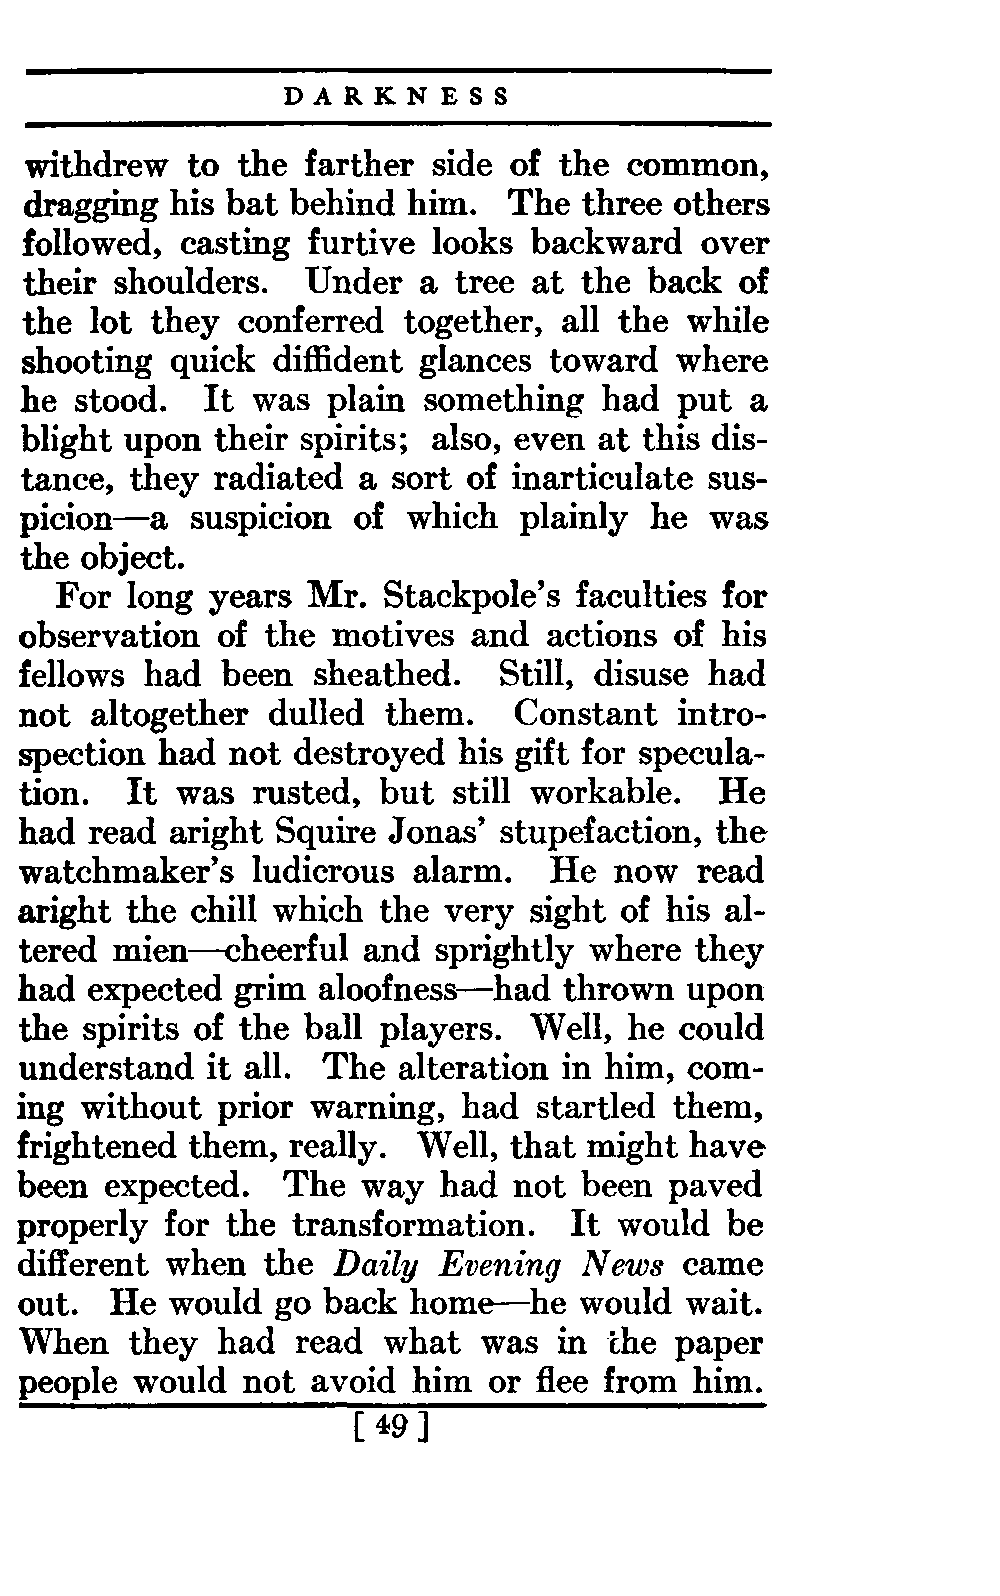 DARKNESS
withdrew to the farther side of the common,
dragging his bat behind him. The three others
followed, casting furtive looks backward over
their shoulders. Under a tree at the back of
the lot they conferred together, all the while
shooting quick diffident glances toward where
he stood. It was plain something had put a
blight upon their spirits; also, even at this dis-
tance, they radiated a sort of inarticulate sus-
picion—a suspicion of which plainly he was
the object.
For long years Mr. Stackpole's faculties for
observation of the motives and actions of his
fellows had been sheathed. Still, disuse had
not altogether dulled them. Constant intro-
spection had not destroyed his gift for specula-
tion. It was rusted, but still workable. He
had read aright Squire Jonas' stupefaction, the
watchmaker's ludicrous alarm. He now read
aright the chill which the very sight of his al-
tered mien—cheerful and sprightly where they
had expected grim aloofness—had thrown upon
the spirits of the ball players. Well, he could
understand it all. The alteration in him, com-
ing without prior warning, had startled them,
frightened them, really. Well, that might have
been expected. The way had not been paved
properly for the transformation. It would be
different when the Daily Evening News came
out. He would go back home—he would wait.
When they had read what was in the paper
people would not avoid him or flee from him.
[ 49 ]